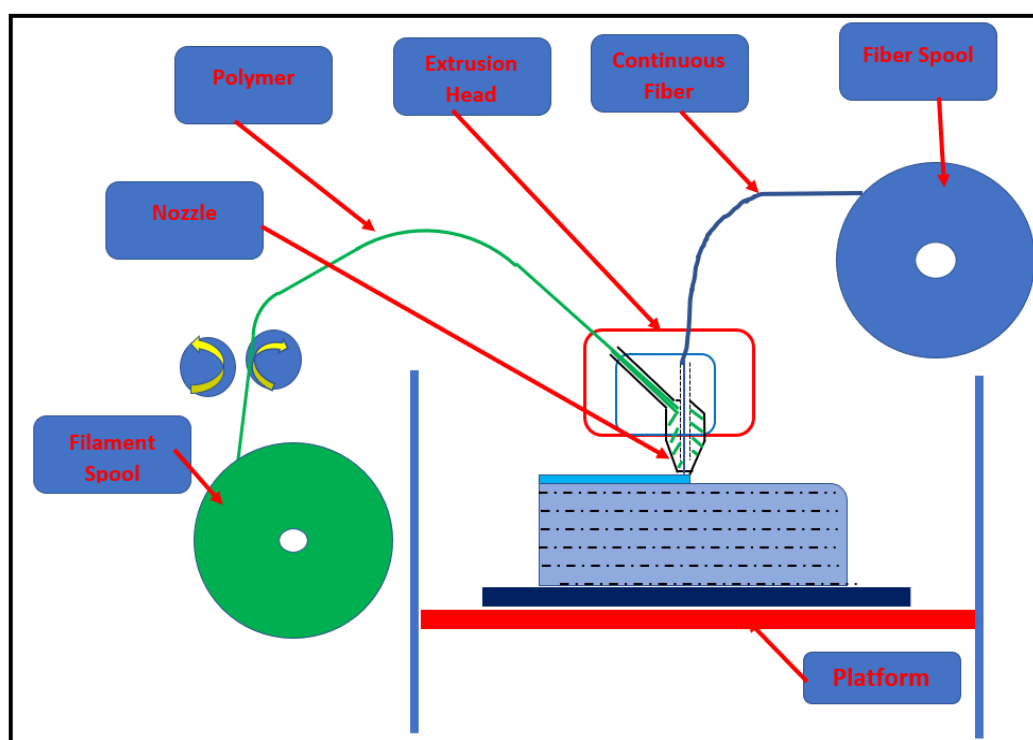 Polymer
Extrusion
Head
Continuous
Fiber
Fiber Spool
Nozzle
Filament
Spool
Platform